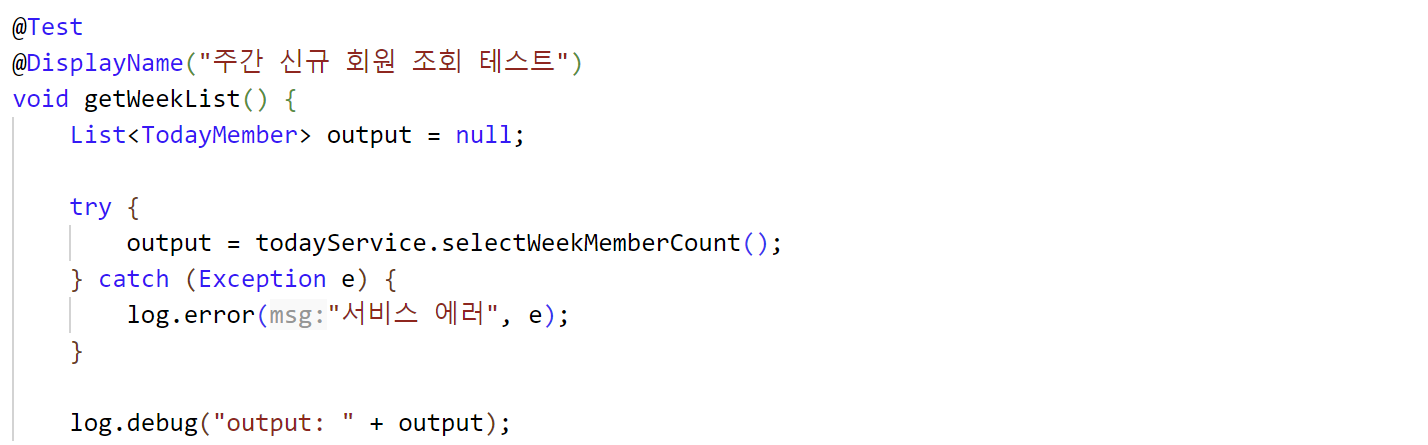 @Test
@DisplayName("주간 신규 회원 조회 테스트")
void getWeekList() {
List<TodayMember> output = null;
try {
output = todayService.selectWeekMemberCount();
} catch (Exception e) {
log.error(msg:"서비스 에러", e);
}
log.debug("output: " + output);